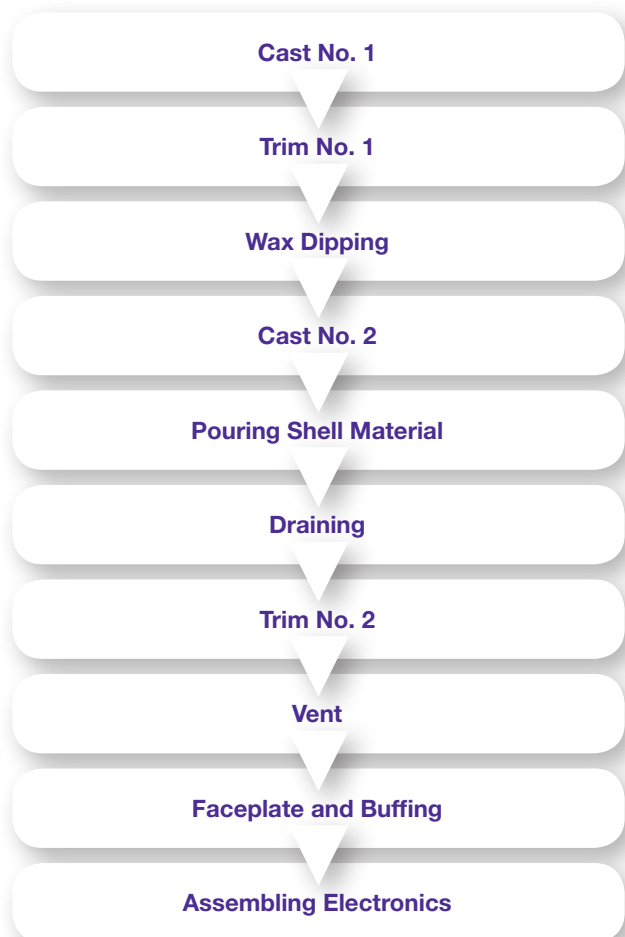 Cast No. 1
Trim No. 1
Wax Dipping
Cast No. 2
Pouring Shell Material
Draining
Trim No. 2
Vent
Faceplate and Buffing
Assembling Electronics